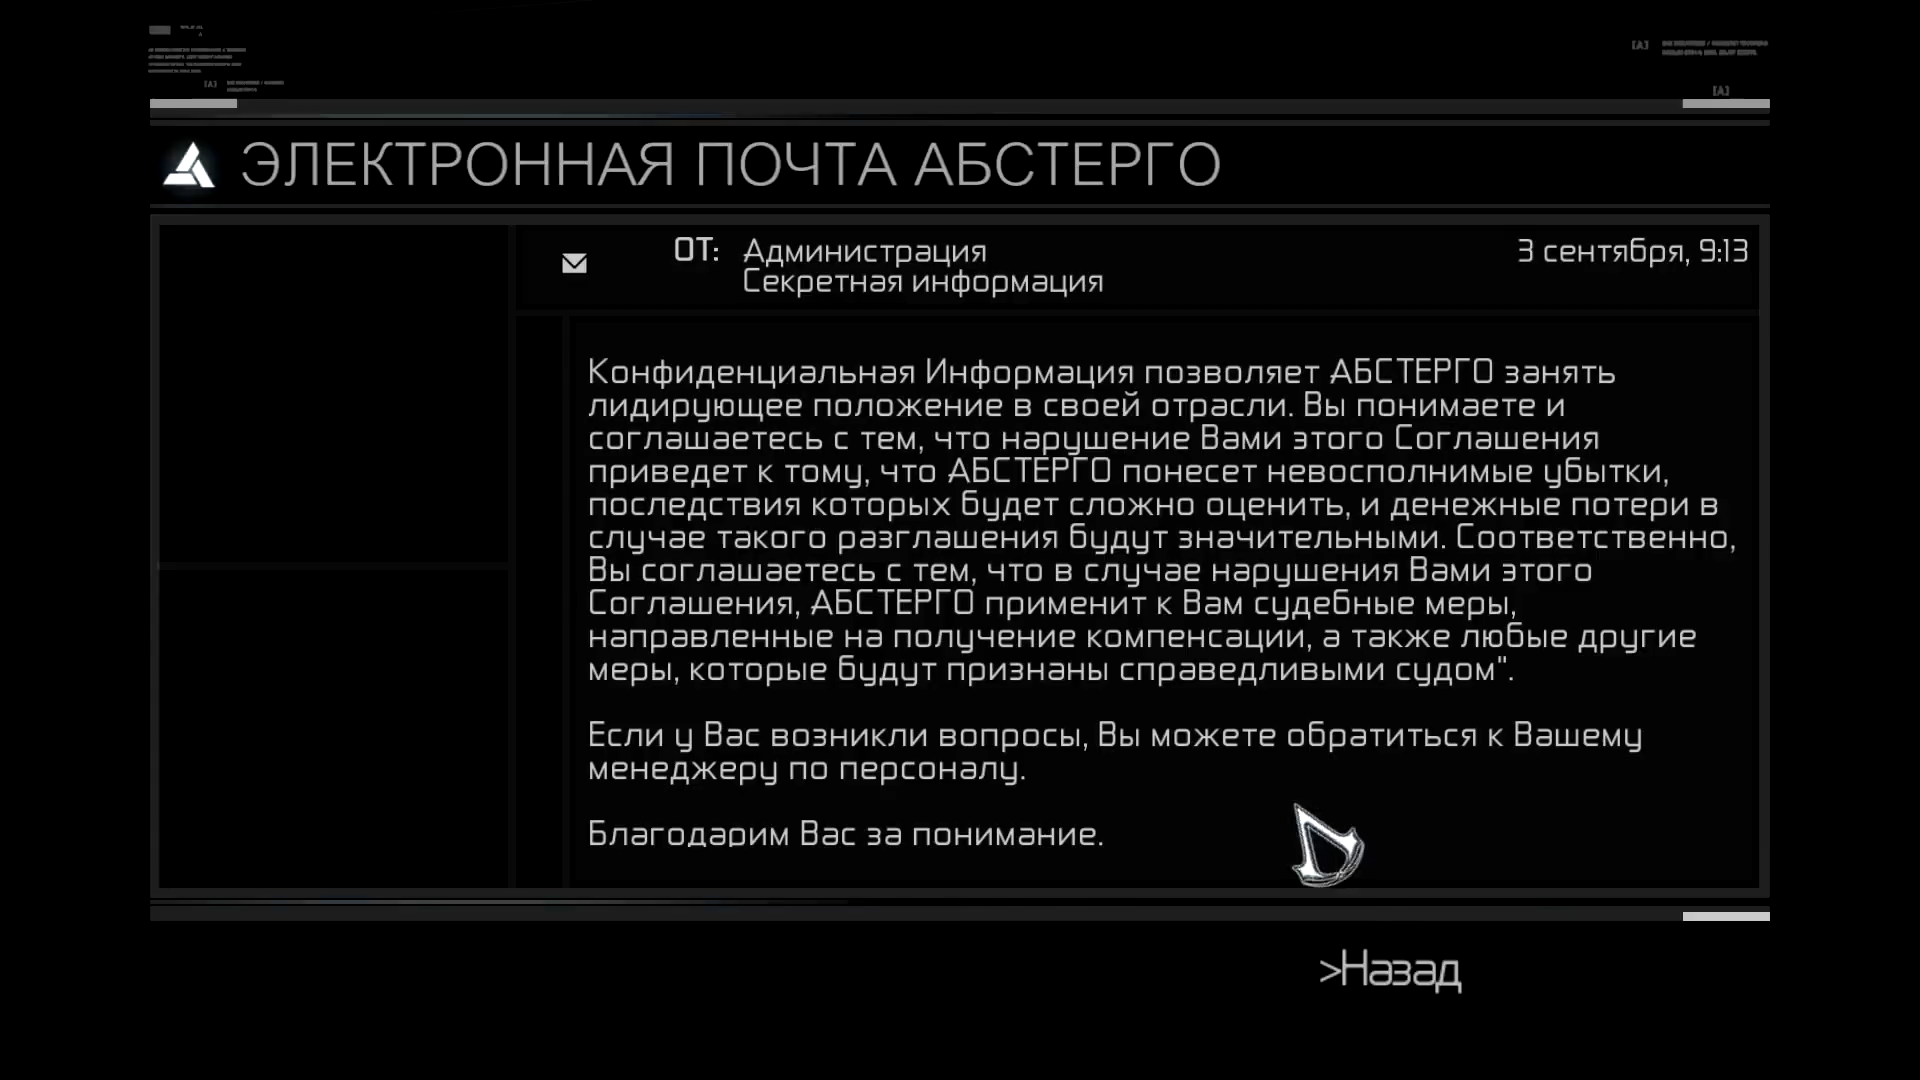 [A]
[A]
[A]
ЭЛЕКТРОННАЯ ПОЧТА АБСТЕРГО
ОТ: Администрация 3 сентября, 9:13
Секретная информация
Конфиденциальная Информация позволяет АБСТЕРГО занять
лидирующее положение в своей отрасли. Вы понимаете и
соглашаетесь с тем, что нарушение Вами этого Соглашения
приведет к тому, что АБСТЕРГО понесет невосполнимые убытки,
последствия которых будет сложно оценить, и денежные потери в
случае такого разглашения будут значительными. Соответственно,
Вы соглашаетесь с тем, что в случае нарушения Вами этого
Соглашения, АБСТЕРГО применит к Вам судебные меры,
направленные на получение компенсации, а также любые другие
меры, которые будут признаны справедливыми судом".
Если у Вас возникли вопросы, Вы можете обратиться к Вашему
менеджеру по персоналу.
Благодарим Вас за понимание.
>Назад